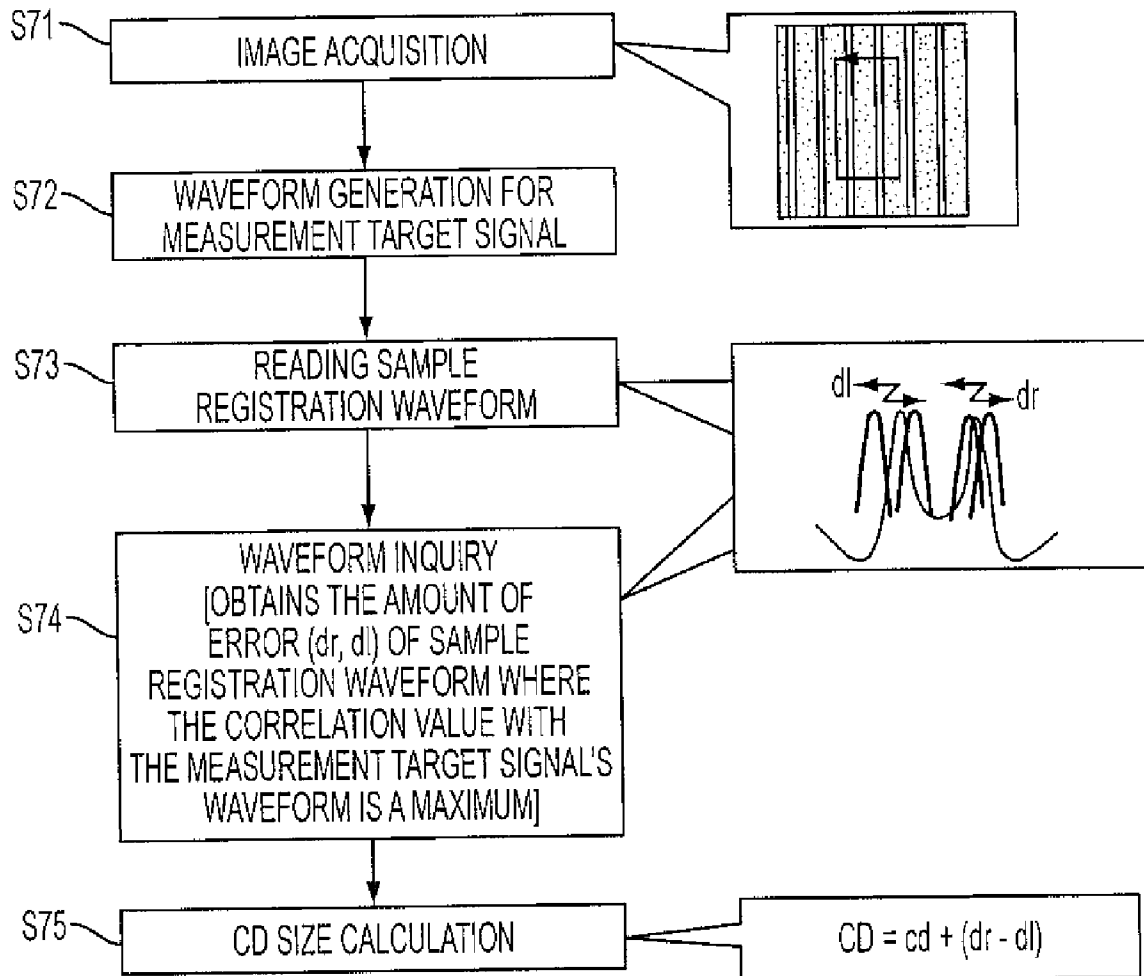 S71
IMAGE ACQUISITION
S72
WAVEFORM GENERATION FOR
MEASUREMENT TARGET SIGNAL
S73
READING SAMPLE
REGISTRATION WAVEFORM
dl
dr
S74
WAVEFORM INQUIRY
[OBTAINS THE AMOUNT OF
ERROR (dr, dl) OF SAMPLE
REGISTRATION WAVEFORM WHERE
THE CORRELATION VALUE WITH
THE MEASUREMENT TARGET SIGNAL'S
WAVEFORM IS A MAXIMUM]
S75
CD SIZE CALCULATION
CD = cd + (dr - dl)